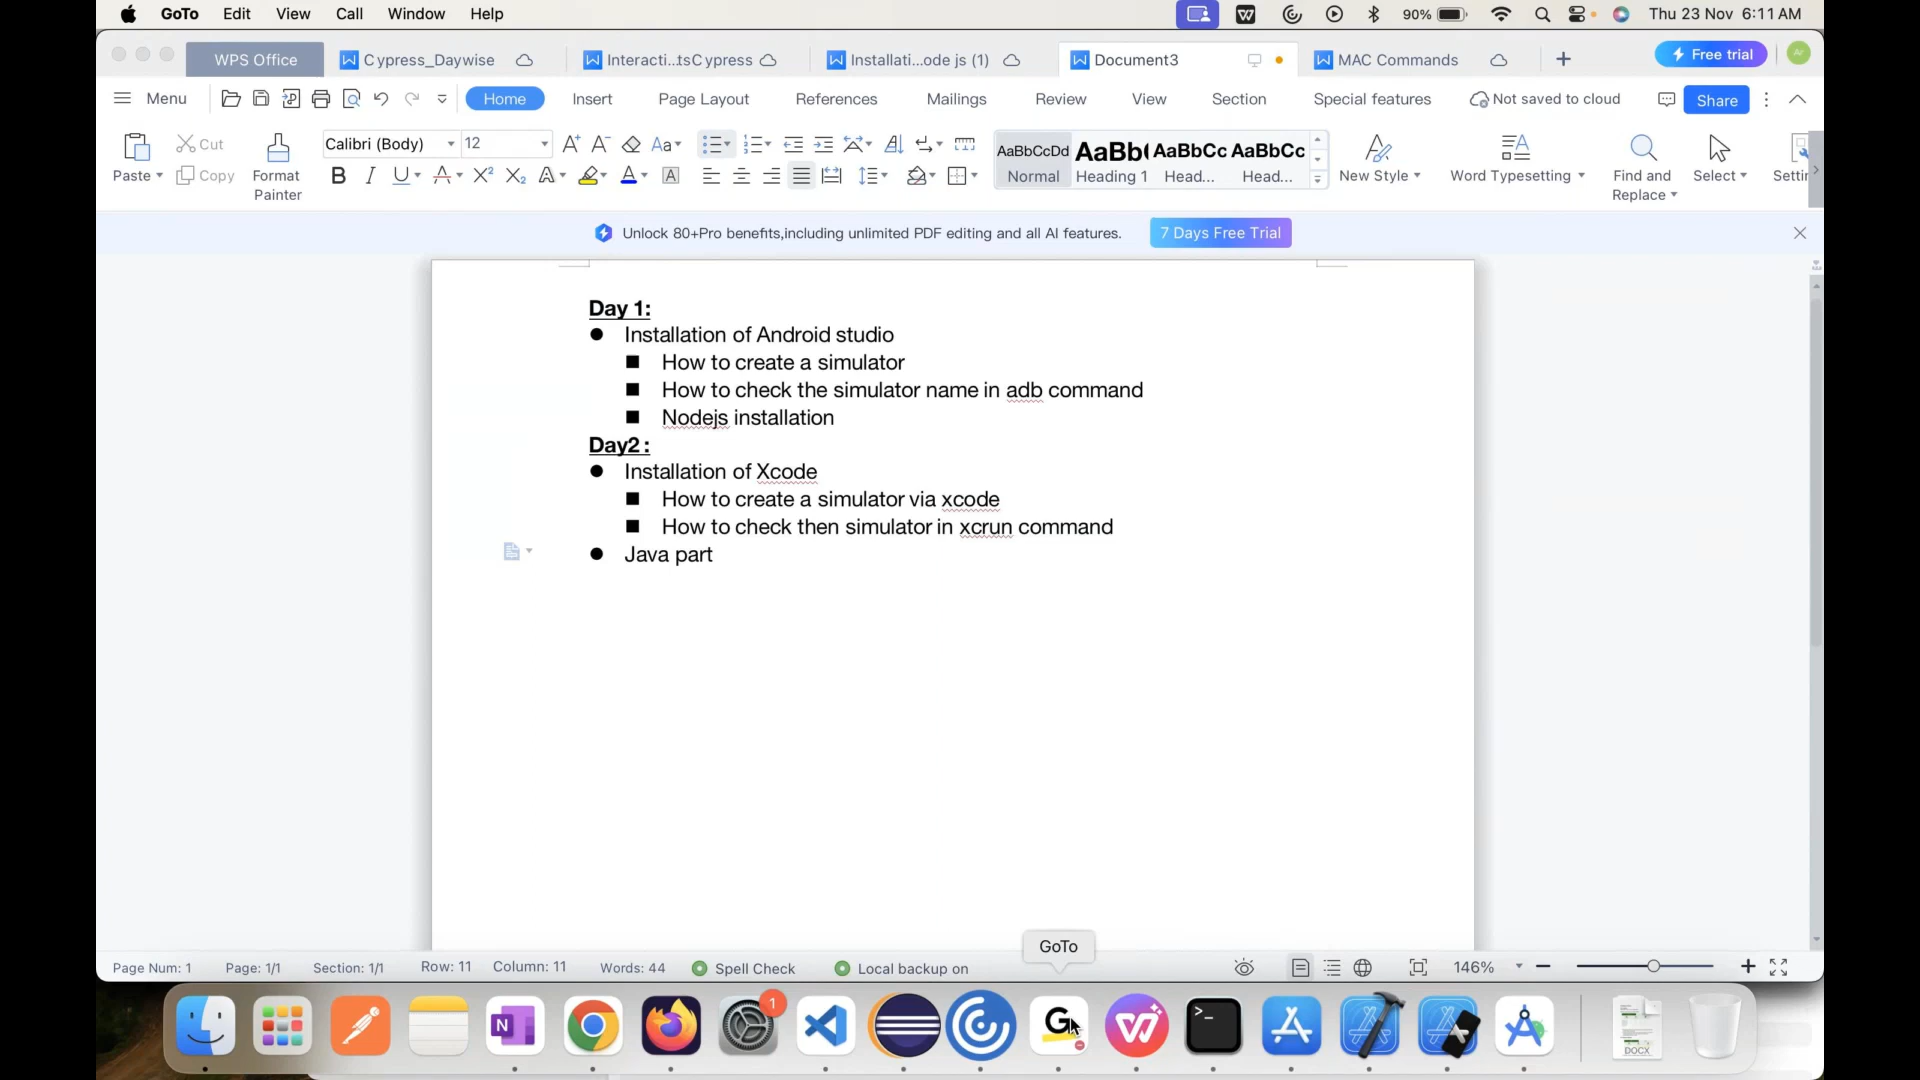 GoTo Edit View Call Window Help 90% Thu 23 Nov 6:11 AM
WPS Office Cypress_Daywise Interacti...tsCypress Installati...ode js (1) Document3 MAC Commands Free trial
Menu Home Insert Page Layout References Mailings Review View Section Special features Not saved to cloud Share
Paste Cut Copy Format Painter Calibri (Body) 12 AaBbCcDd Normal AaBb( Heading 1 AaBbCc Head... AaBbCc Head... New Style Word Typesetting Find and Replace Select Settin
Unlock 80+Pro benefits,including unlimited PDF editing and all AI features. 7 Days Free Trial
Day 1:
Installation of Android studio
How to create a simulator
How to check the simulator name in adb command
Nodejs installation
Day2 :
Installation of Xcode
How to create a simulator via xcode
How to check then simulator in xcrun command
Java part
GoTo
Page Num: 1 Page: 1/1 Section: 1/1 Row: 11 Column: 11 Words: 44 Spell Check Local backup on 146%
1
DOCX